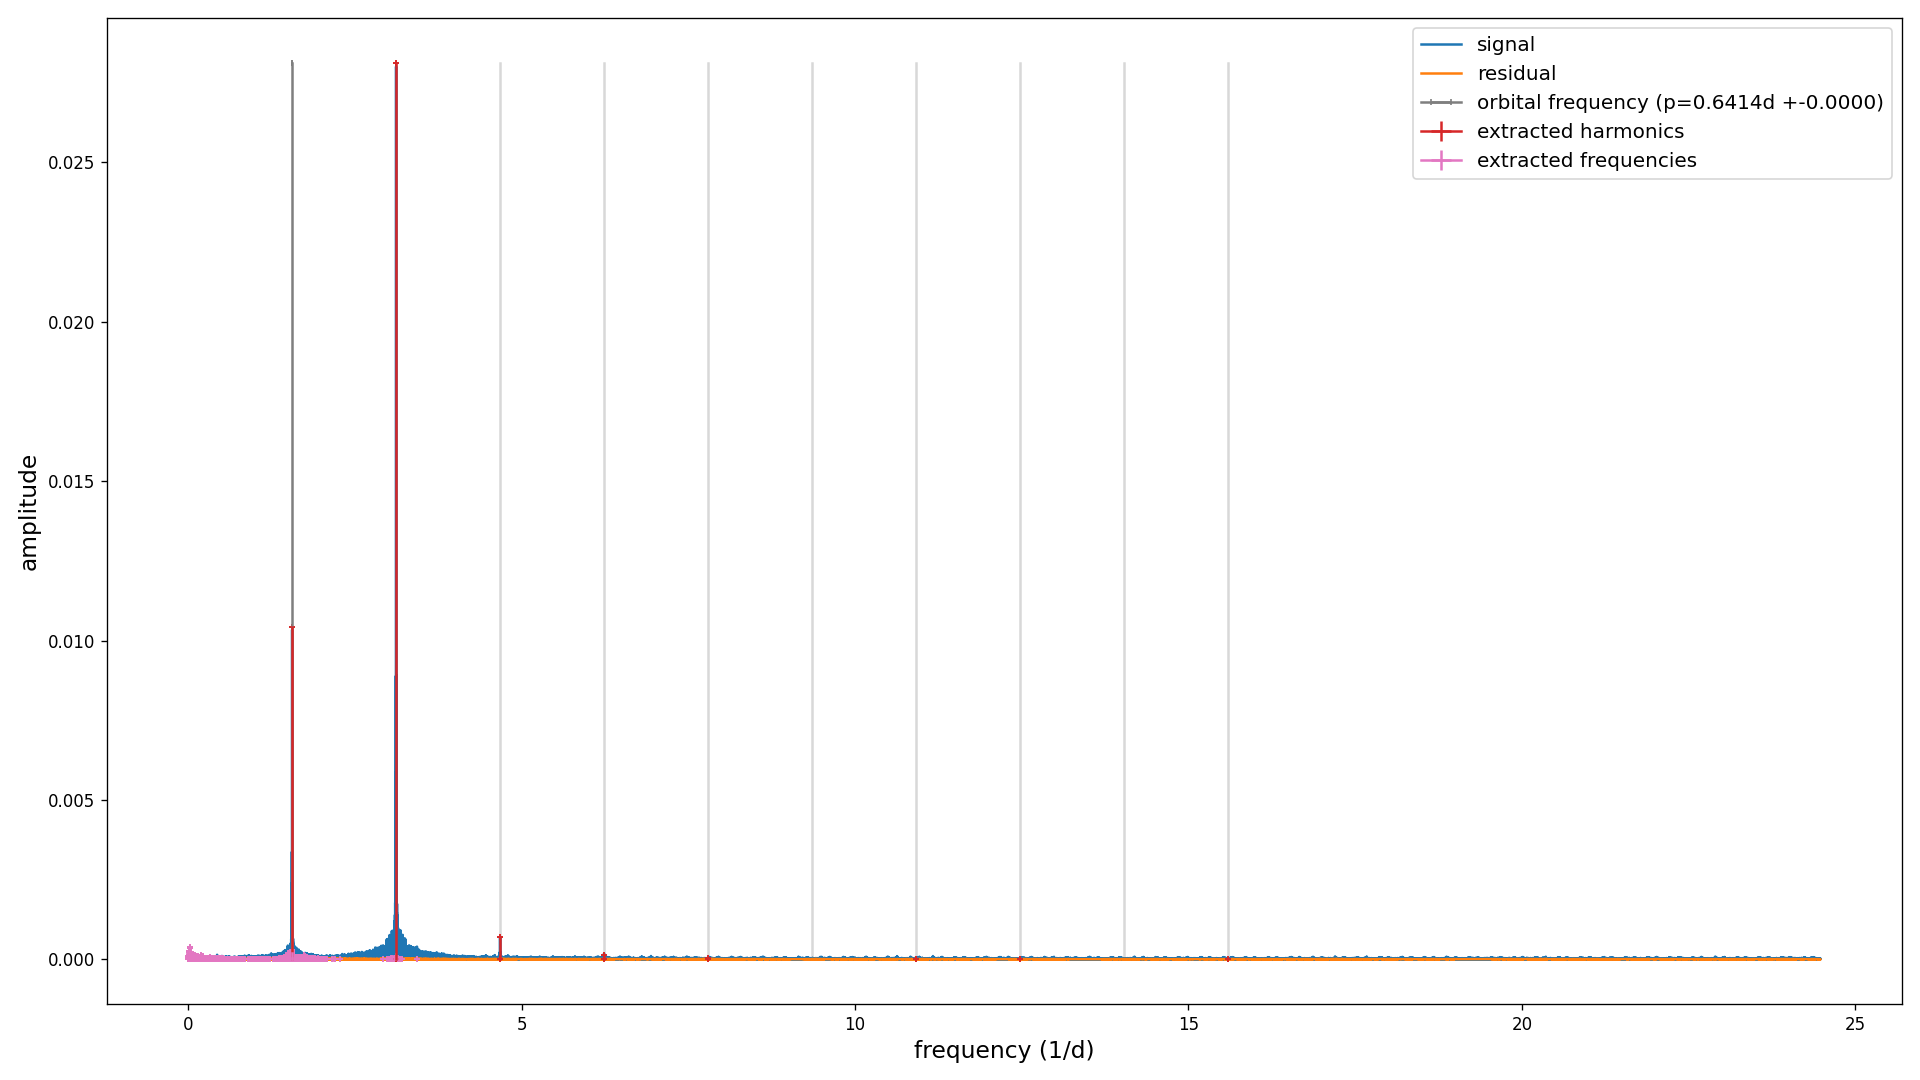 signal
residual
orbital frequency (p=0.6414d +-0.0000)
extracted harmonics
extracted frequencies
amplitude
0.025
0.020
0.015
0.010
0.005
0.000
0 5 10 15 20 25
frequency (1/d)